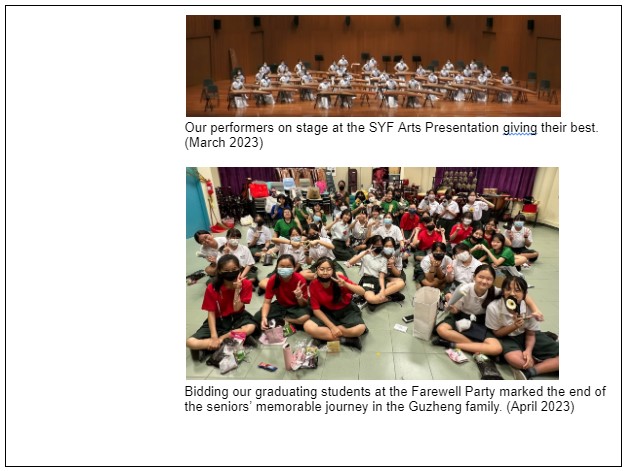 Our performers on stage at the SYF Arts Presentation giving their best.
(March 2023)
Bidding our graduating students at the Farewell Party marked the end of
the seniors’ memorable journey in the Guzheng family. (April 2023)